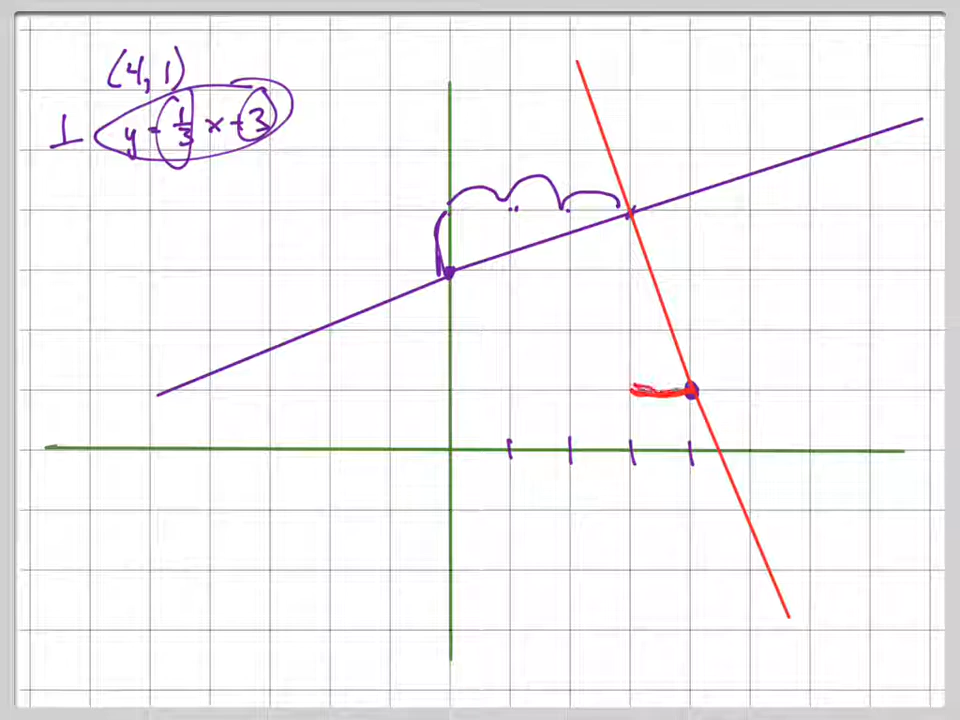 (4, 1)
⊥ y = 1/3 x + 3